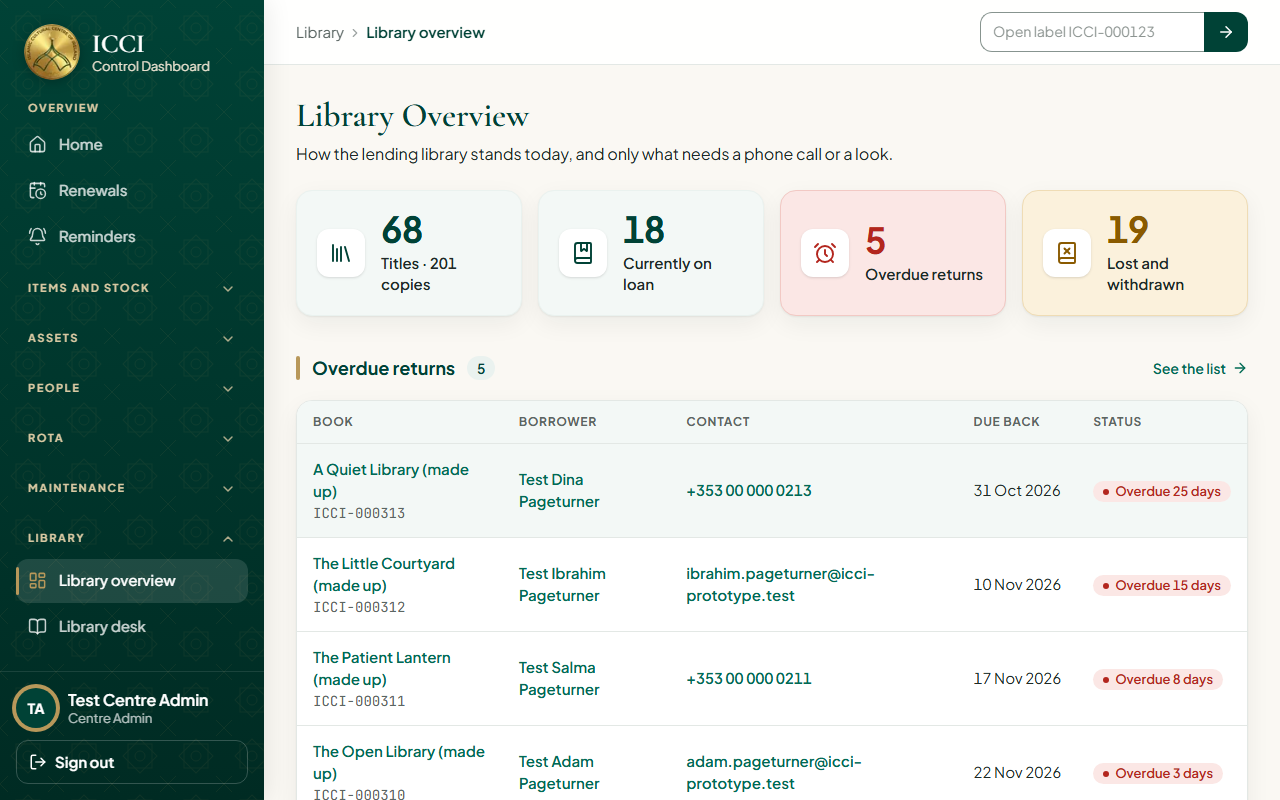 ICCI
Control Dashboard
OVERVIEW
Home
Renewals
Reminders
ITEMS AND STOCK
ASSETS
PEOPLE
ROTA
MAINTENANCE
LIBRARY
Library overview
Library desk
TA
Test Centre Admin
Centre Admin
Sign out
Library > Library overview
Open label ICCI-000123
Library Overview
How the lending library stands today, and only what needs a phone call or a look.
68
Titles · 201
copies
18
Currently on
loan
5
Overdue returns
19
Lost and
withdrawn
Overdue returns 5
See the list →
BOOK BORROWER CONTACT DUE BACK STATUS
A Quiet Library (made
up)
ICCI-000313
Test Dina
Pageturner
+353 00 000 0213
31 Oct 2026
Overdue 25 days
The Little Courtyard
(made up)
ICCI-000312
Test Ibrahim
Pageturner
ibrahim.pageturner@icci-
prototype.test
10 Nov 2026
Overdue 15 days
The Patient Lantern
(made up)
ICCI-000311
Test Salma
Pageturner
+353 00 000 0211
17 Nov 2026
Overdue 8 days
The Open Library (made
up)
ICCI-000310
Test Adam
Pageturner
adam.pageturner@icci-
prototype.test
22 Nov 2026
Overdue 3 days